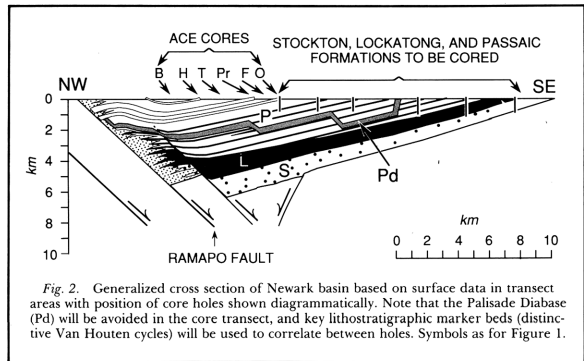 ACE CORES
STOCKTON, LOCKATONG, AND PASSAIC
FORMATIONS TO BE CORED
B H T Pr F O
NW
SE
0
2
4
6
8
10
km
0
P
L
S
Pd
km
0 2 4 6 8 10
RAMAPO FAULT
Fig. 2. Generalized cross section of Newark basin based on surface data in transect
areas with position of core holes shown diagrammatically. Note that the Palisade Diabase
(Pd) will be avoided in the core transect, and key lithostratigraphic marker beds (distinc-
tive Van Houten cycles) will be used to correlate between holes. Symbols as for Figure 1.